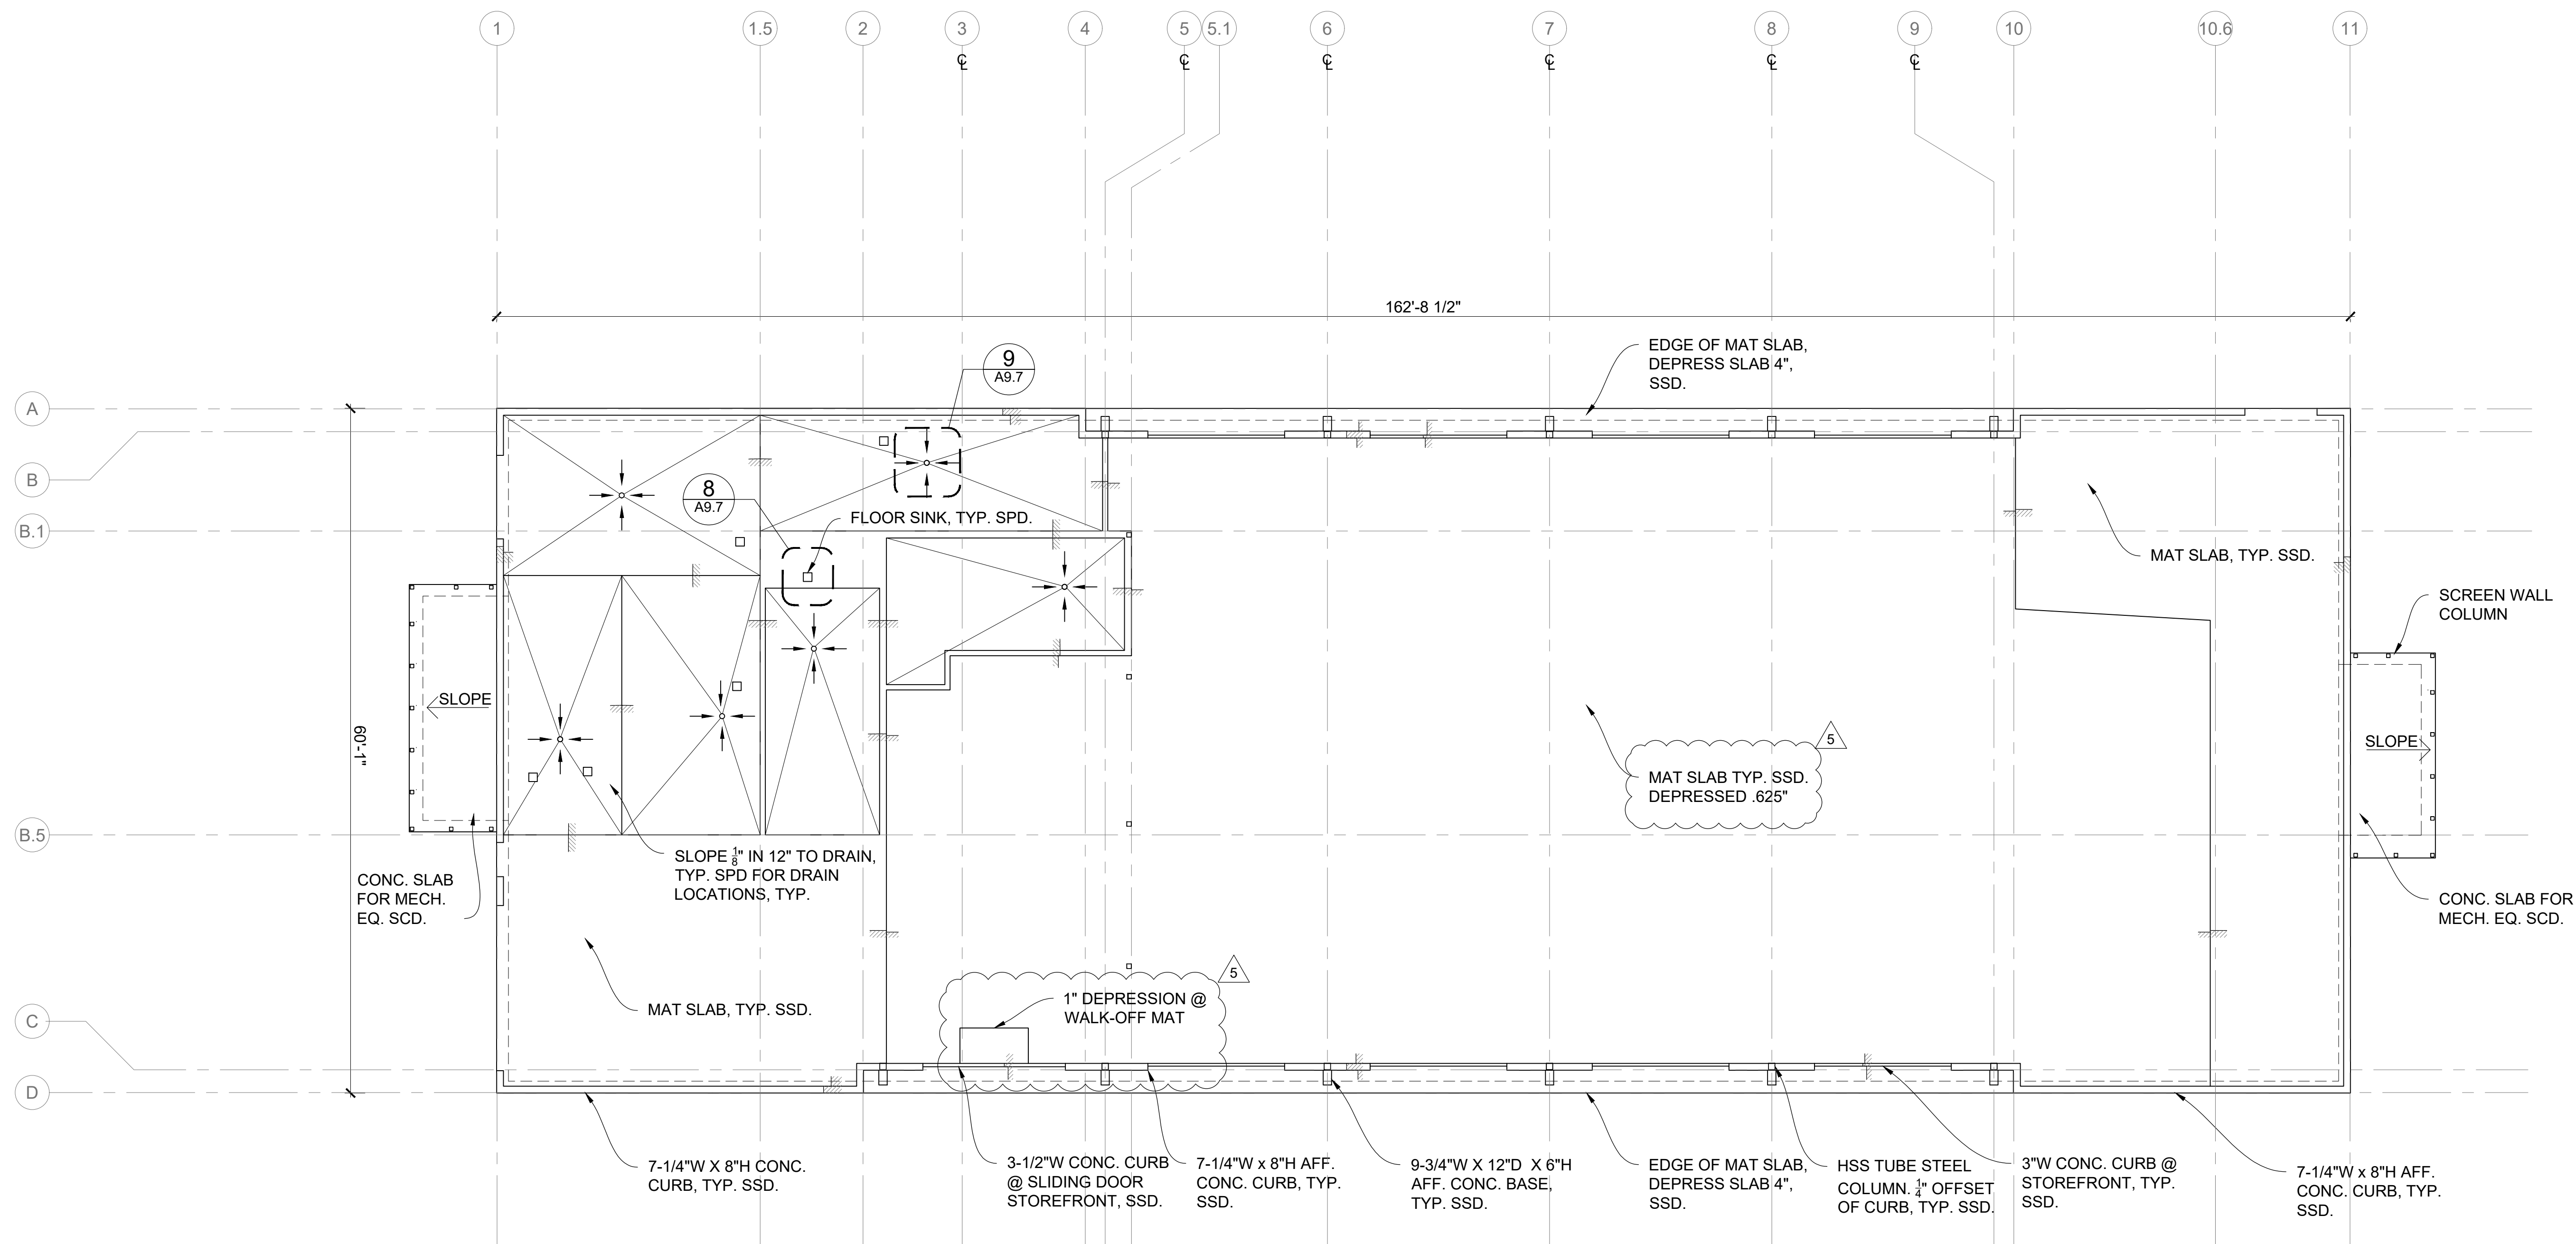 1
1.5
2
3
4
5
5.1
6
7
8
9
10
10.6
11
℄
℄
℄
℄
℄
℄
162'-8 1/2"
EDGE OF MAT SLAB,
DEPRESS SLAB 4",
SSD.
9
A9.7
A
B
8
A9.7
FLOOR SINK, TYP. SPD.
B.1
MAT SLAB, TYP. SSD.
SCREEN WALL
COLUMN
SLOPE
60'-1"
SLOPE
5
MAT SLAB TYP. SSD.
DEPRESSED .625"
B.5
SLOPE 1/8" IN 12" TO DRAIN,
TYP. SPD FOR DRAIN
LOCATIONS, TYP.
CONC. SLAB
FOR MECH.
EQ. SCD.
CONC. SLAB FOR
MECH. EQ. SCD.
5
1" DEPRESSION @
WALK-OFF MAT
MAT SLAB, TYP. SSD.
C
D
7-1/4"W X 8"H CONC.
CURB, TYP. SSD.
3-1/2"W CONC. CURB
@ SLIDING DOOR
STOREFRONT, SSD.
7-1/4"W x 8"H AFF.
CONC. CURB, TYP.
SSD.
9-3/4"W X 12"D X 6"H
AFF. CONC. BASE,
TYP. SSD.
EDGE OF MAT SLAB,
DEPRESS SLAB 4",
SSD.
HSS TUBE STEEL
COLUMN. 1/4" OFFSET
OF CURB, TYP. SSD.
3"W CONC. CURB @
STOREFRONT, TYP.
SSD.
7-1/4"W x 8"H AFF.
CONC. CURB, TYP.
SSD.